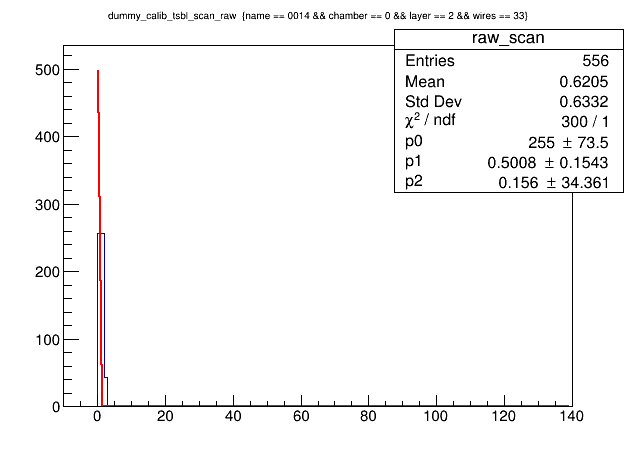 dummy_calib_tsbl_scan_raw {name == 0014 && chamber == 0 && layer == 2 && wires == 33}
raw_scan
Entries 556
Mean 0.6205
Std Dev 0.6332
χ² / ndf 300 / 1
p0 255 ± 73.5
p1 0.5008 ± 0.1543
p2 0.156 ± 34.361
500
400
300
200
100
0
0 20 40 60 80 100 120 140